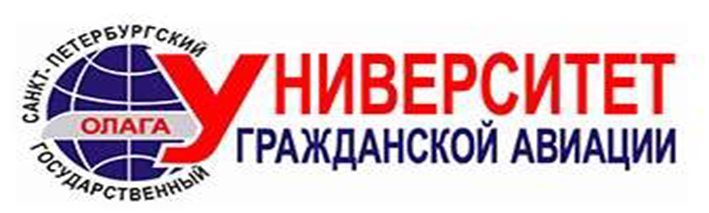 САНКТ-ПЕТЕРБУРГСКИЙ
ГОСУДАРСТВЕННЫЙ
ОЛАГА
УНИВЕРСИТЕТ
ГРАЖДАНСКОЙ АВИАЦИИ